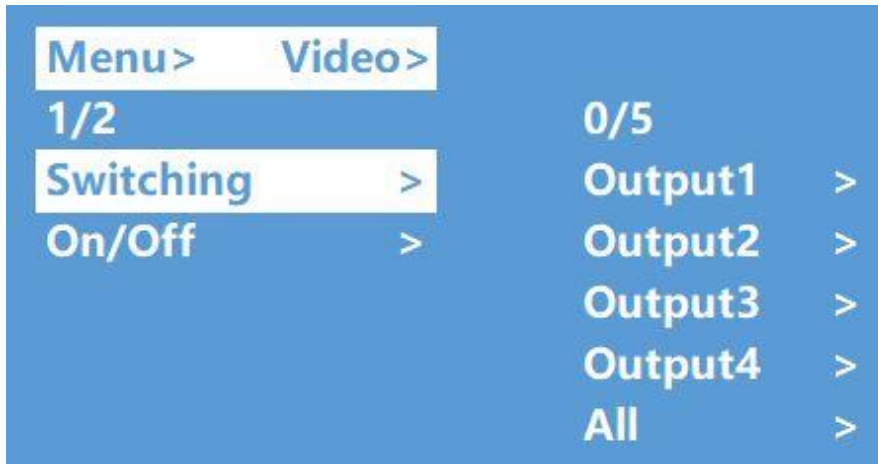 Menu> Video>
1/2 0/5
Switching > Output1 >
On/Off > Output2 >
Output3 >
Output4 >
All >